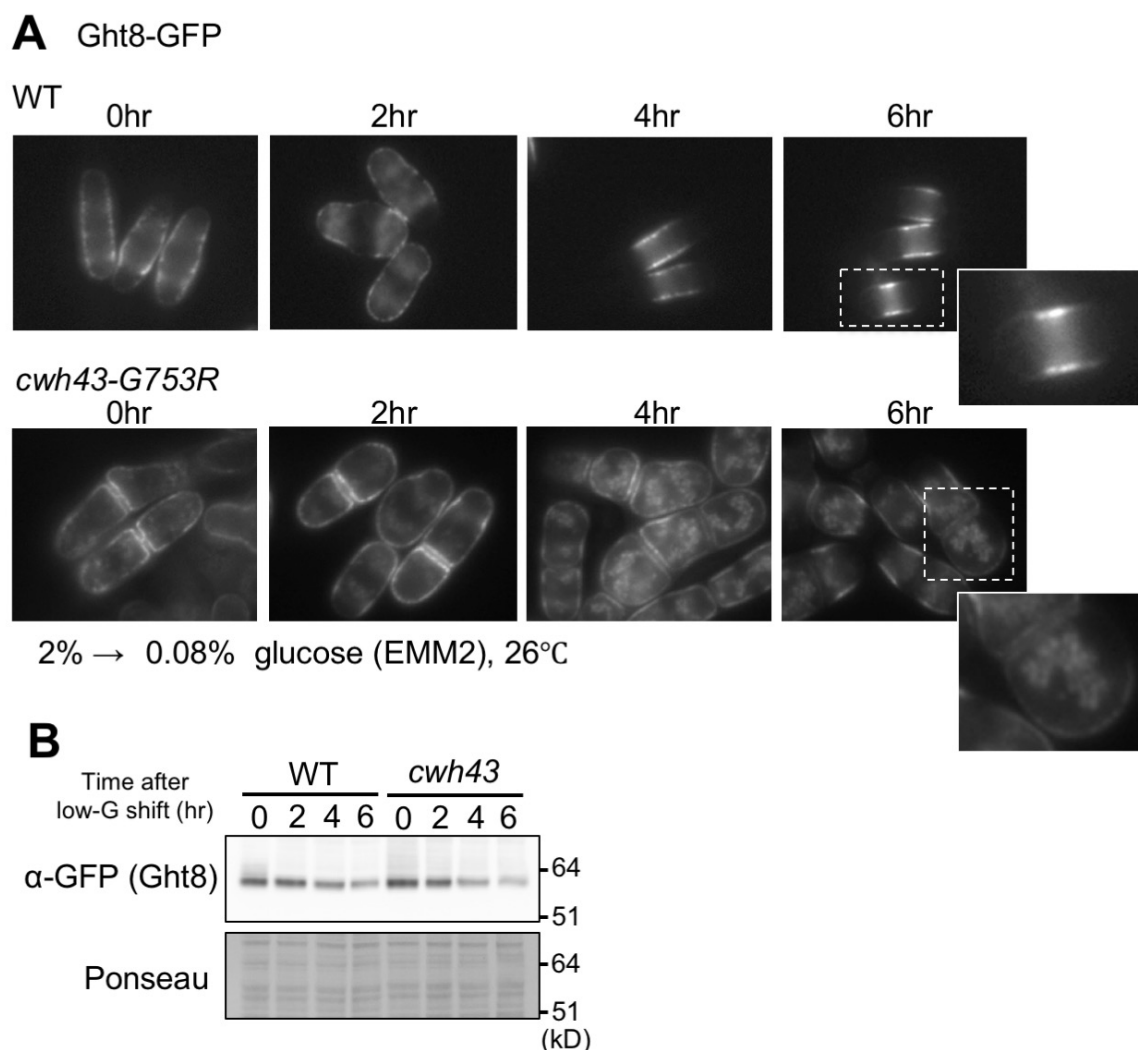 A Ght8-GFP
WT
0hr 2hr 4hr 6hr
cwh43-G753R
0hr 2hr 4hr 6hr
2% → 0.08% glucose (EMM2), 26℃
B
Time after
low-G shift (hr)
WT cwh43
0 2 4 6 0 2 4 6
α-GFP (Ght8)
64
51
Ponseau
64
51
(kD)